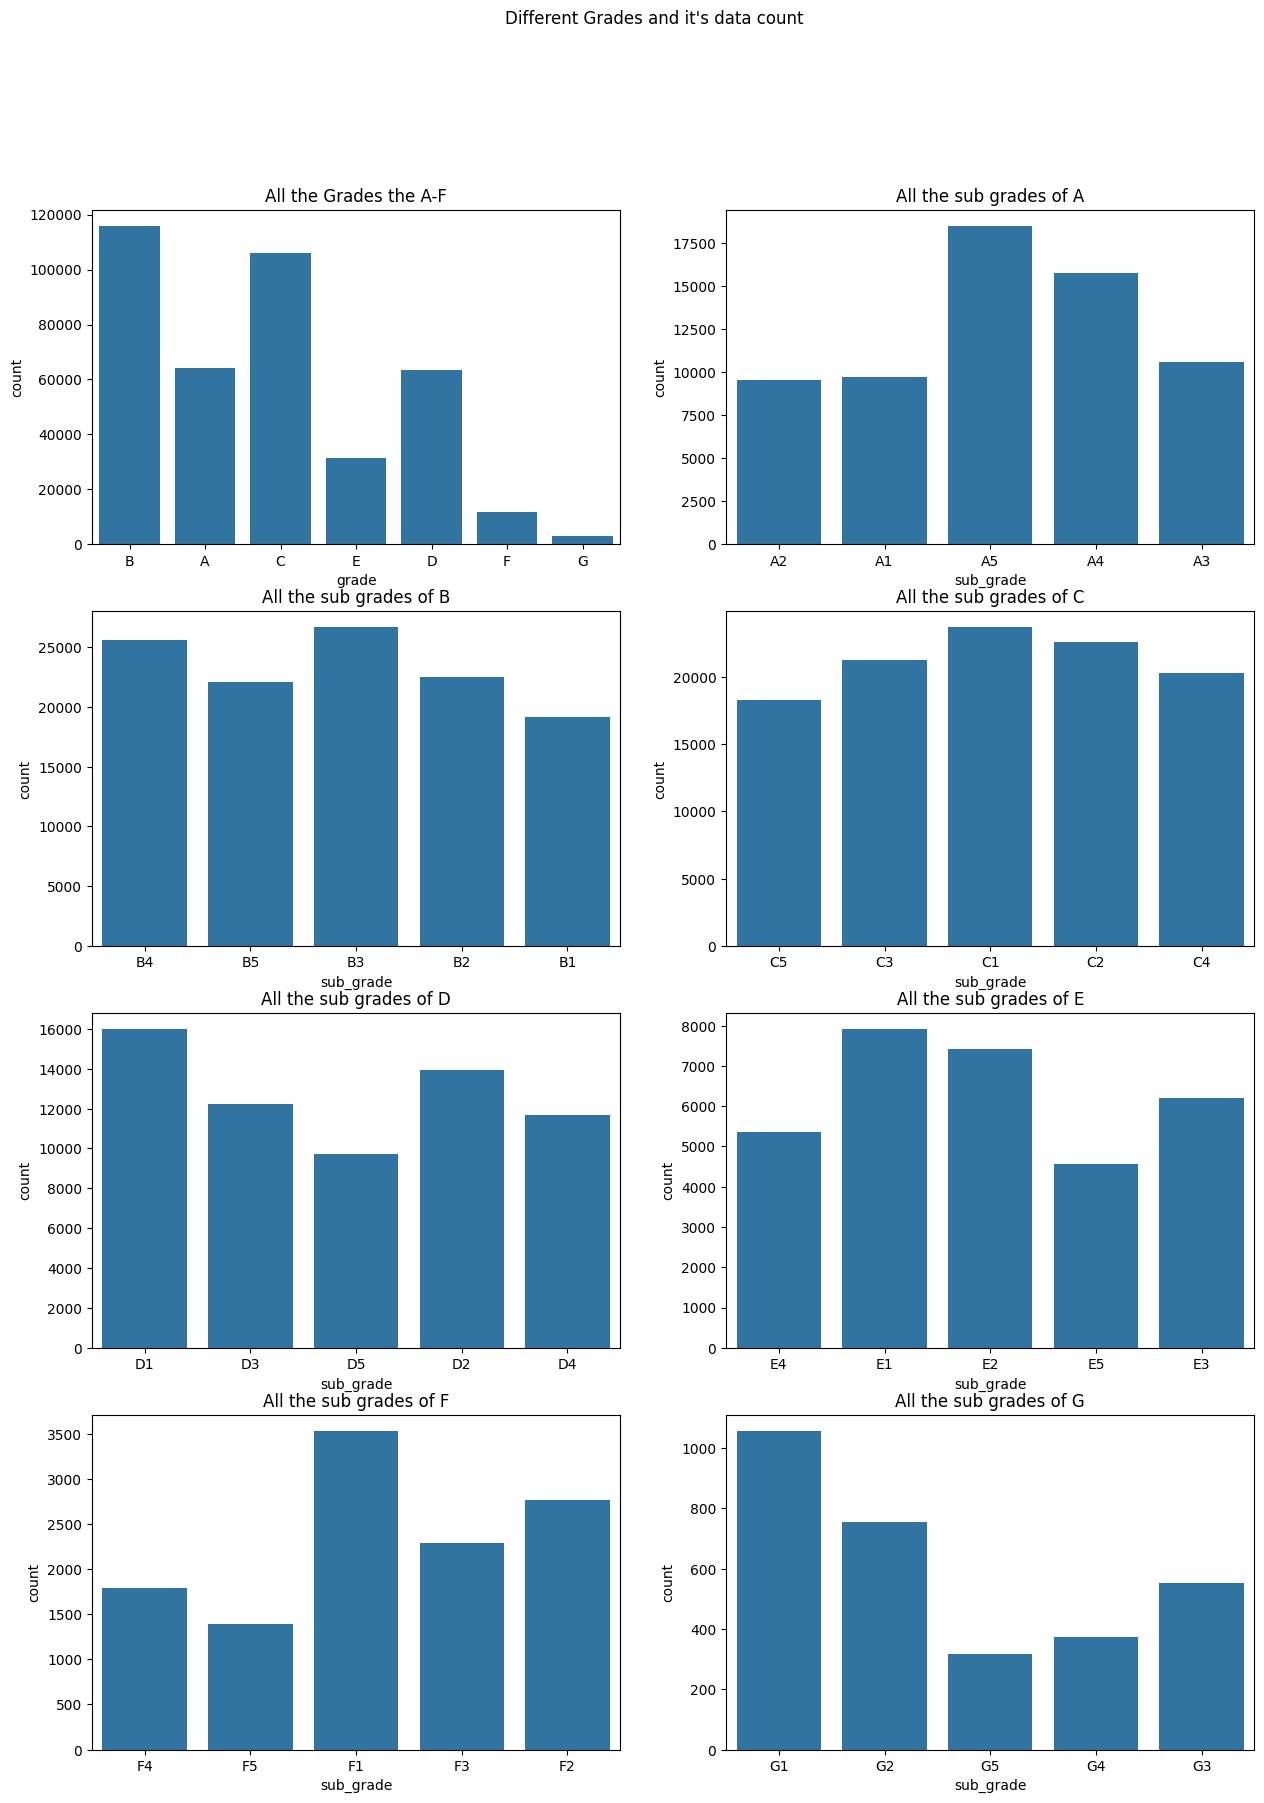 Different Grades and it's data count
All the Grades the A-F
120000
100000
80000
60000
40000
20000
0
count
B A C E D F G
grade
All the sub grades of A
17500
15000
12500
10000
7500
5000
2500
0
count
A2 A1 A5 A4 A3
sub_grade
All the sub grades of B
25000
20000
15000
10000
5000
0
count
B4 B5 B3 B2 B1
sub_grade
All the sub grades of C
20000
15000
10000
5000
0
count
C5 C3 C1 C2 C4
sub_grade
All the sub grades of D
16000
14000
12000
10000
8000
6000
4000
2000
0
count
D1 D3 D5 D2 D4
sub_grade
All the sub grades of E
8000
7000
6000
5000
4000
3000
2000
1000
0
count
E4 E1 E2 E5 E3
sub_grade
All the sub grades of F
3500
3000
2500
2000
1500
1000
500
0
count
F4 F5 F1 F3 F2
sub_grade
All the sub grades of G
1000
800
600
400
200
0
count
G1 G2 G5 G4 G3
sub_grade